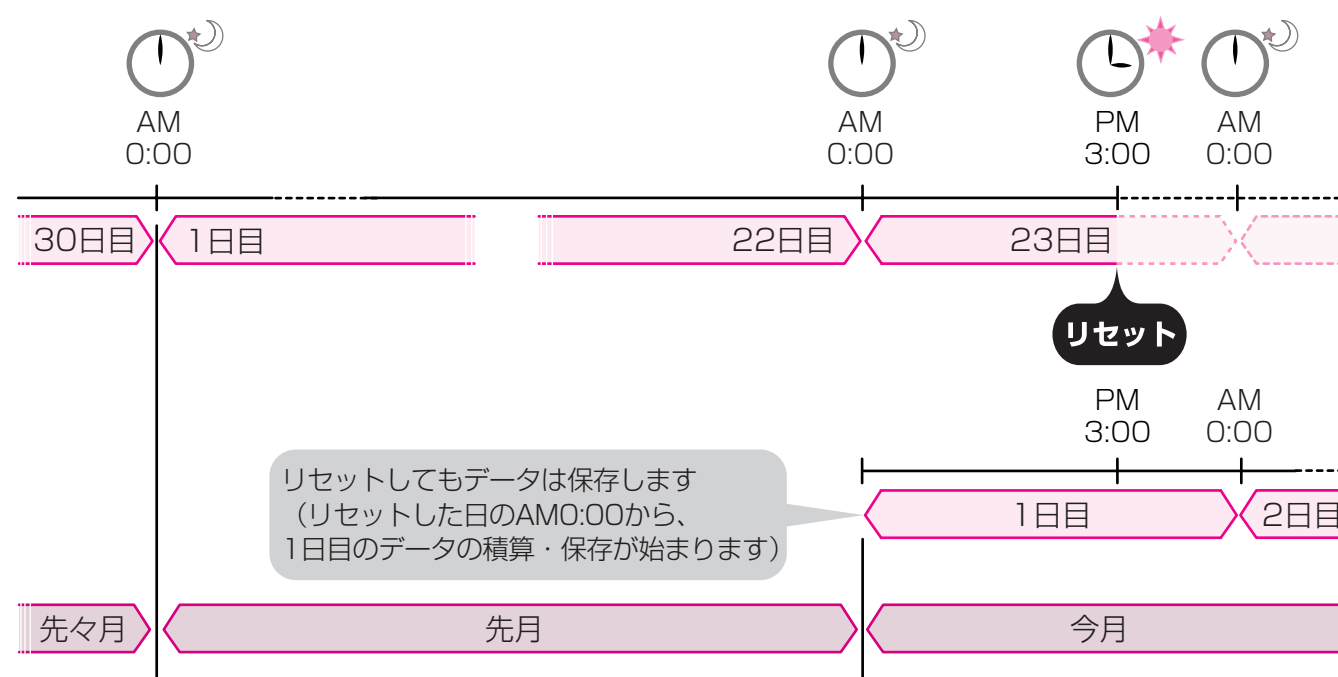 AM
0:00
AM
0:00
PM
3:00
AM
0:00
30日目
1日目
22日目
23日目
リセット
PM
3:00
AM
0:00
リセットしてもデータは保存します
（リセットした日のAM0:00から、
1日目のデータの積算・保存が始まります）
1日目
2日目
先々月
先月
今月